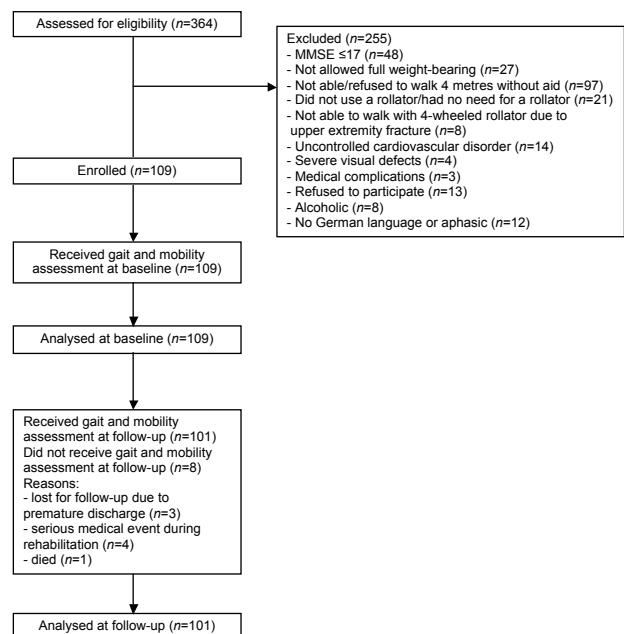 Assessed for eligibility (n=364)
Excluded (n=255)
- MMSE ≤17 (n=48)
- Not allowed full weight-bearing (n=27)
- Not able/refused to walk 4 metres without aid (n=97)
- Did not use a rollator/had no need for a rollator (n=21)
- Not able to walk with 4-wheeled rollator due to
upper extremity fracture (n=8)
- Uncontrolled cardiovascular disorder (n=14)
- Severe visual defects (n=4)
- Medical complications (n=3)
- Refused to participate (n=13)
- Alcoholic (n=8)
- No German language or aphasic (n=12)
Enrolled (n=109)
Received gait and mobility
assessment at baseline (n=109)
Analysed at baseline (n=109)
Received gait and mobility
assessment at follow-up (n=101)
Did not receive gait and mobility
assessment at follow-up (n=8)
Reasons:
- lost for follow-up due to
premature discharge (n=3)
- serious medical event during
rehabilitation (n=4)
- died (n=1)
Analysed at follow-up (n=101)